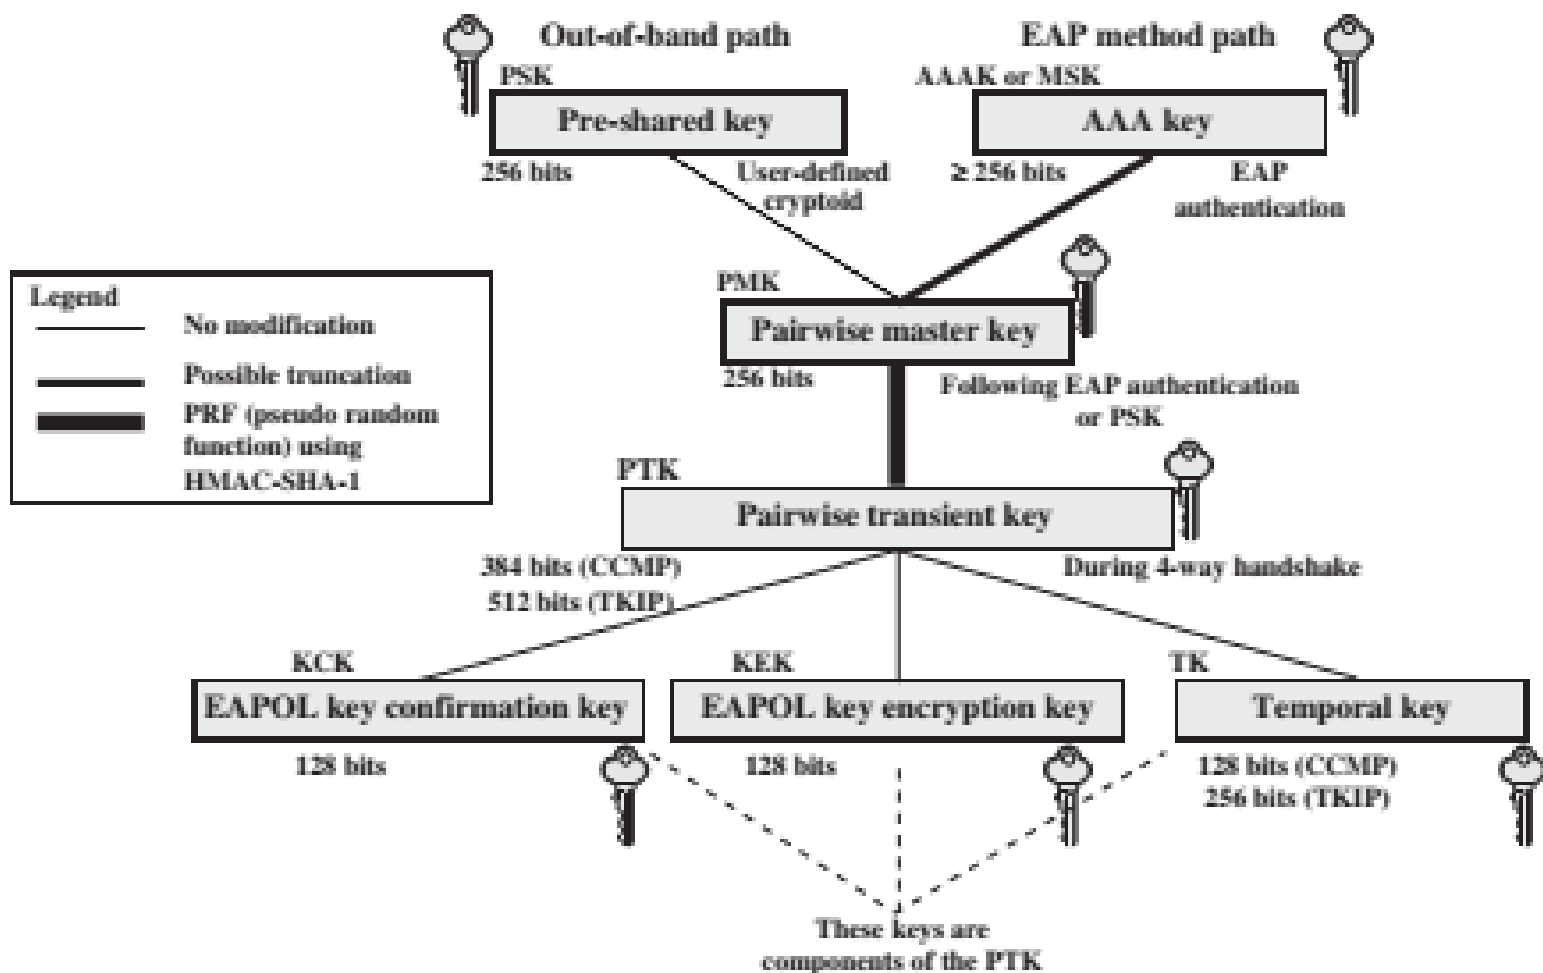 Out-of-band path
EAP method path
PSK
AAAK or MSK
Pre-shared key
AAA key
256 bits
User-defined
cryptoid
≥ 256 bits
EAP
authentication
PMK
Pairwise master key
256 bits
Following EAP authentication
or PSK
Legend
No modification
Possible truncation
PRF (pseudo random
function) using
HMAC-SHA-1
PTK
Pairwise transient key
384 bits (CCMP)
512 bits (TKIP)
During 4-way handshake
KCK
KEK
TK
EAPOL key confirmation key
EAPOL key encryption key
Temporal key
128 bits
128 bits
128 bits (CCMP)
256 bits (TKIP)
These keys are
components of the PTK